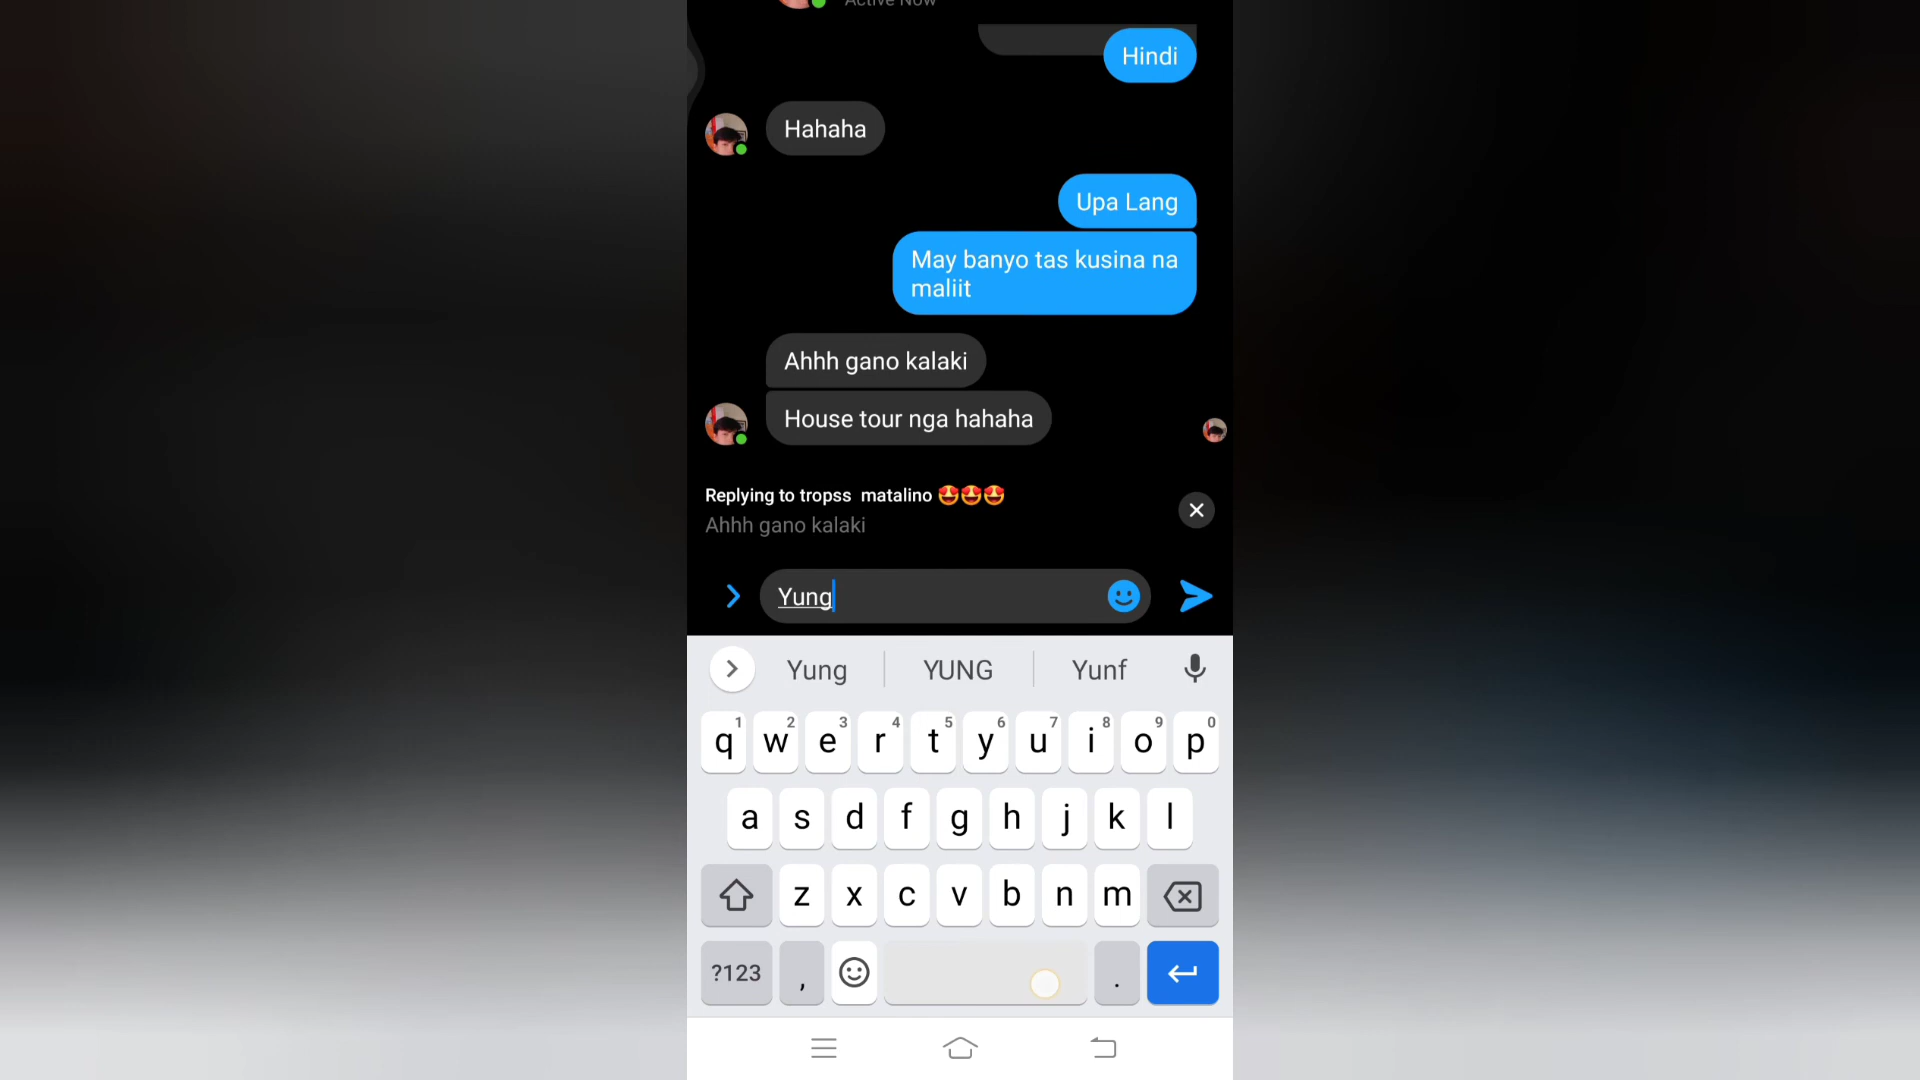 Active Now
Hindi
Hahaha
Upa Lang
May banyo tas kusina na
maliit
Ahhh gano kalaki
House tour nga hahaha
Replying to tropss matalino 🤩🤩🤩
Ahhh gano kalaki
Yung
Yung YUNG Yunf
1 2 3 4 5 6 7 8 9 0
q w e r t y u i o p
a s d f g h j k l
z x c v b n m
?123 , .